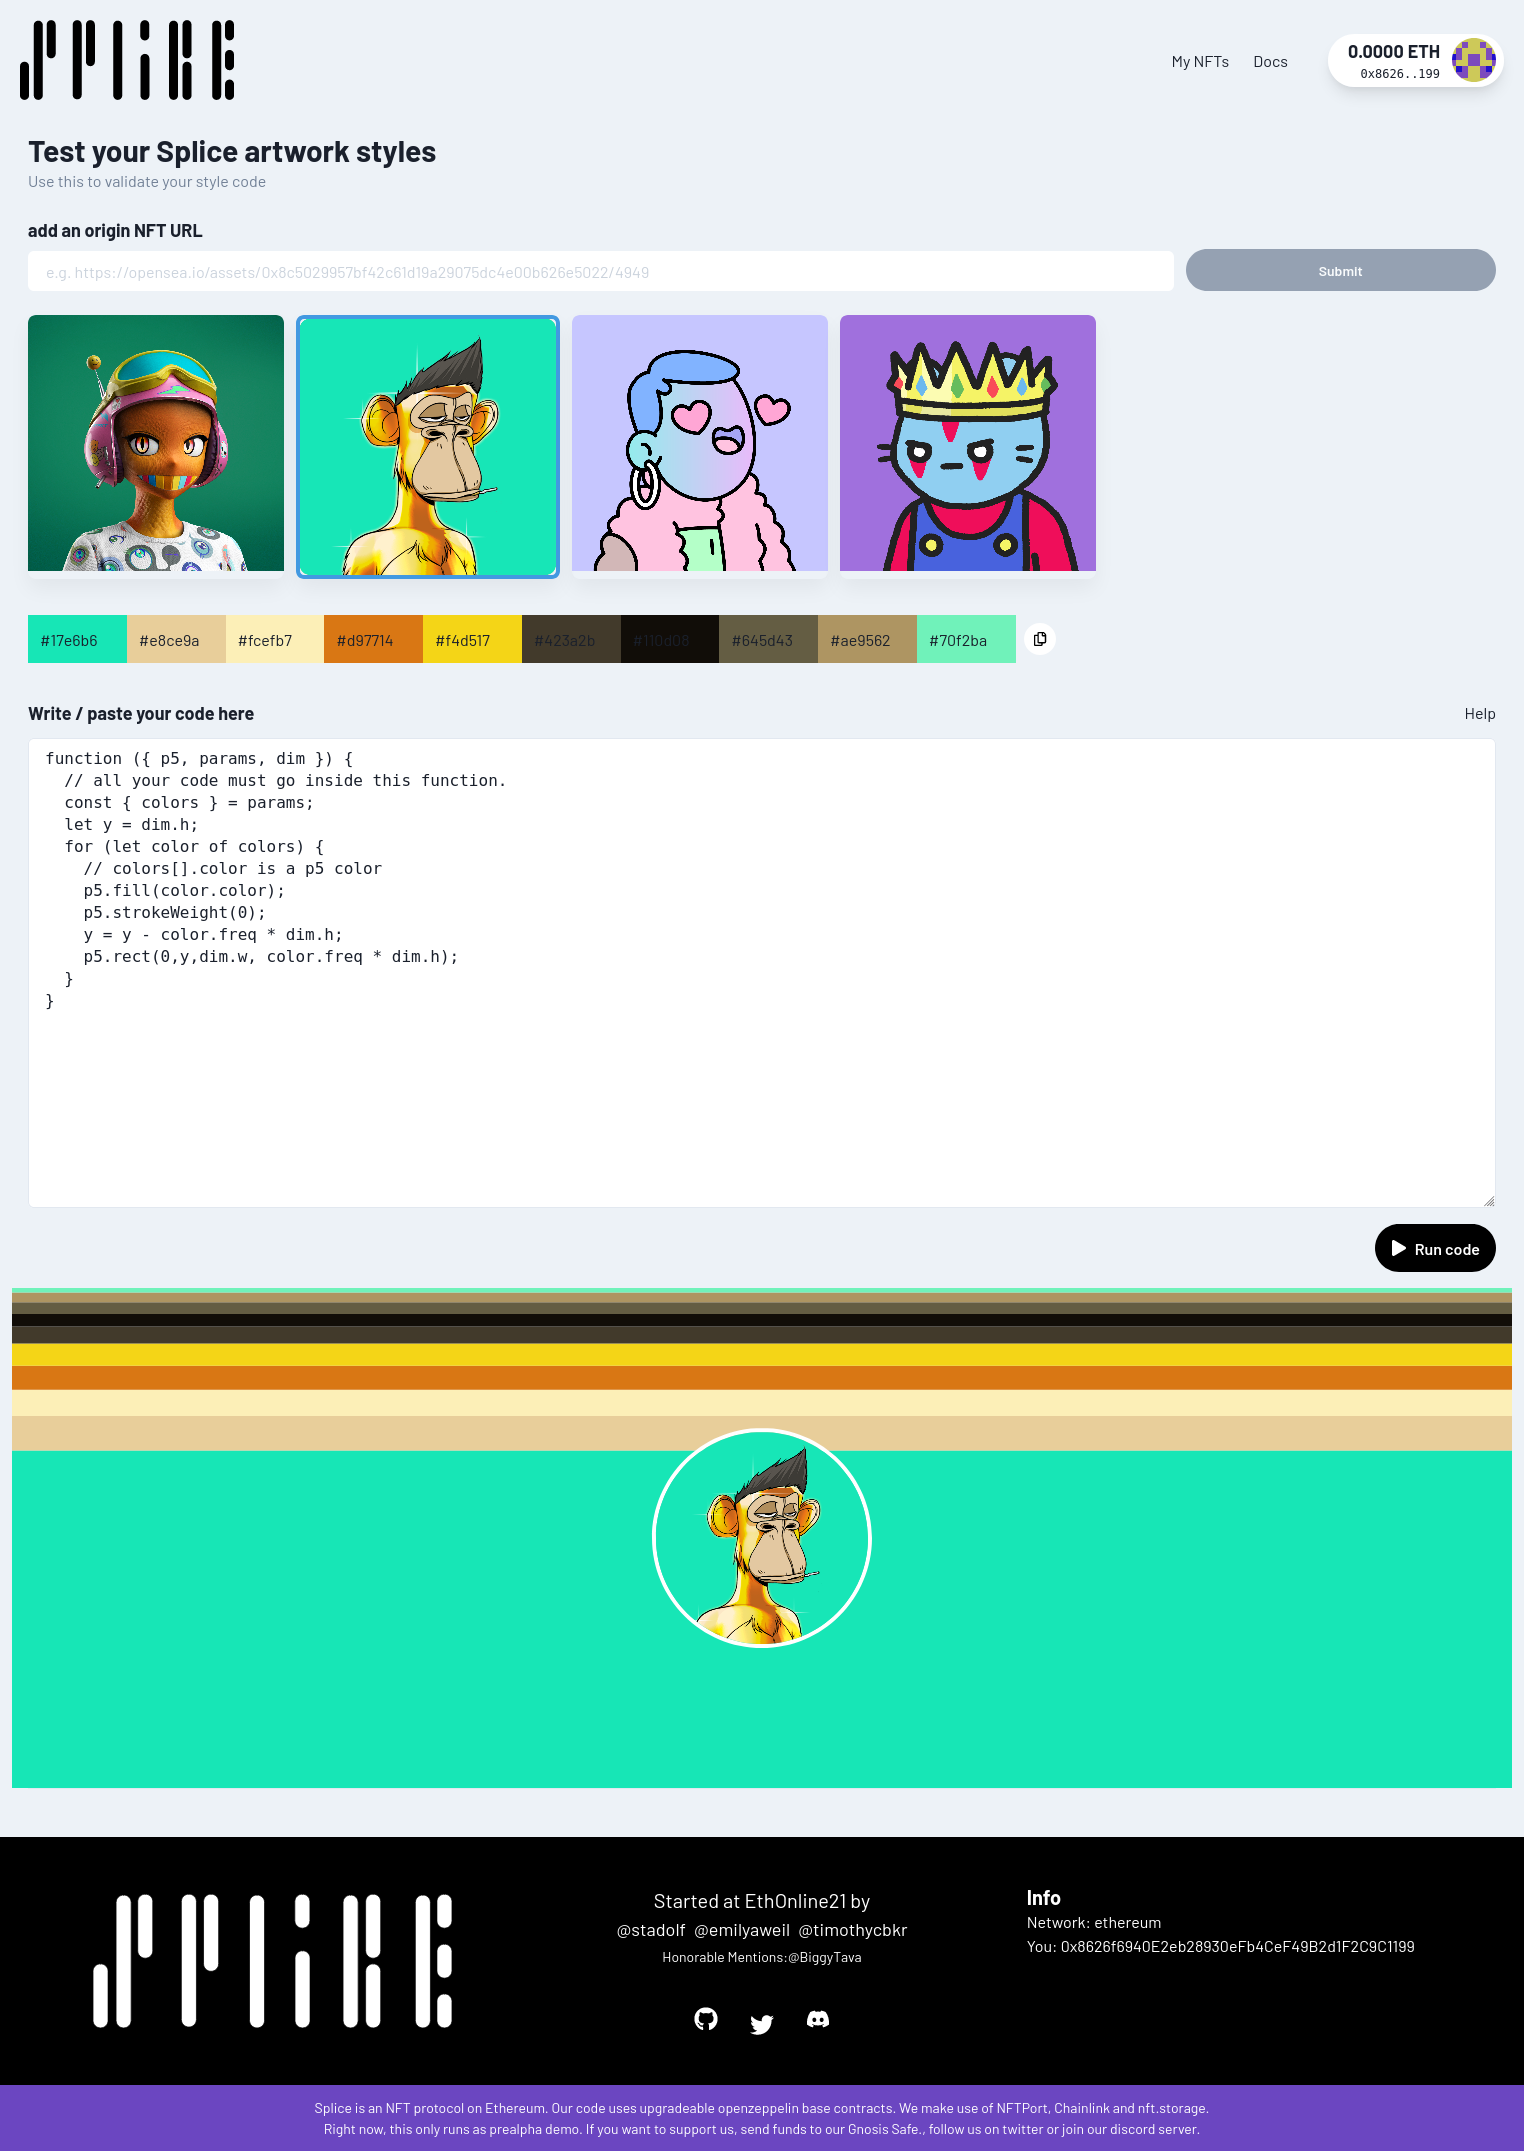 SPLICE
My NFTs
Docs
0.0000 ETH
0x8626..199
Test your Splice artwork styles
Use this to validate your style code
add an origin NFT URL
e.g. https://opensea.io/assets/0x8c5029957bf42c61d19a29075dc4e00b626e5022/4949
Submit
#17e6b6
#e8ce9a
#fcefb7
#d97714
#f4d517
#423a2b
#110d08
#645d43
#ae9562
#70f2ba
Write / paste your code here
Help
function ({ p5, params, dim }) {
  // all your code must go inside this function.
  const { colors } = params;
  let y = dim.h;
  for (let color of colors) {
    // colors[].color is a p5 color
    p5.fill(color.color);
    p5.strokeWeight(0);
    y = y - color.freq * dim.h;
    p5.rect(0,y,dim.w, color.freq * dim.h);
  }
}
Run code
SPLICE
Started at EthOnline21 by
@stadolf @emilyaweil @timothycbkr
Honorable Mentions:@BiggyTava
Info
Network: ethereum
You: 0x8626f6940E2eb28930eFb4CeF49B2d1F2C9C1199
Splice is an NFT protocol on Ethereum. Our code uses upgradeable openzeppelin base contracts. We make use of NFTPort, Chainlink and nft.storage.
Right now, this only runs as prealpha demo. If you want to support us, send funds to our Gnosis Safe., follow us on twitter or join our discord server.